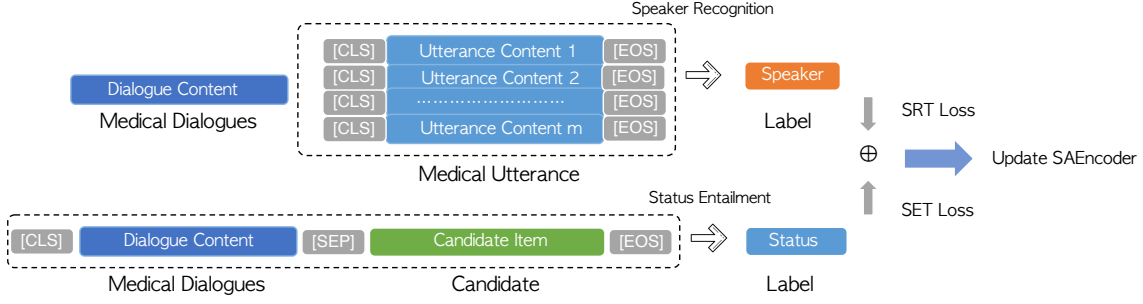 Speaker Recognition
[CLS] Utterance Content 1 [EOS]
[CLS] Utterance Content 2 [EOS]
[CLS] ............................ [EOS]
[CLS] Utterance Content m [EOS]
Dialogue Content
Medical Dialogues
Medical Utterance
Speaker
Label
SRT Loss
⊕
Update SAEncoder
SET Loss
Status Entailment
[CLS] Dialogue Content [SEP] Candidate Item [EOS]
Status
Medical Dialogues
Candidate
Label